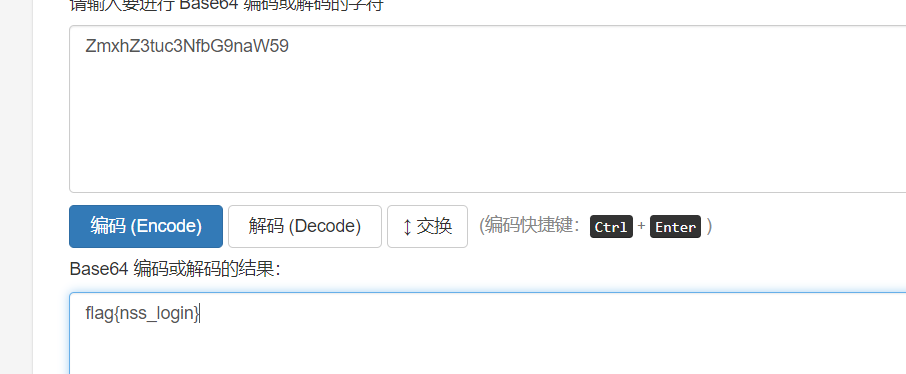 请输入要进行 Base64 编码或解码的字符
ZmxhZ3tuc3NfbG9naW59
编码 (Encode) 解码 (Decode) ↕ 交换 (编码快捷键: Ctrl + Enter )
Base64 编码或解码的结果:
flag{nss_login}